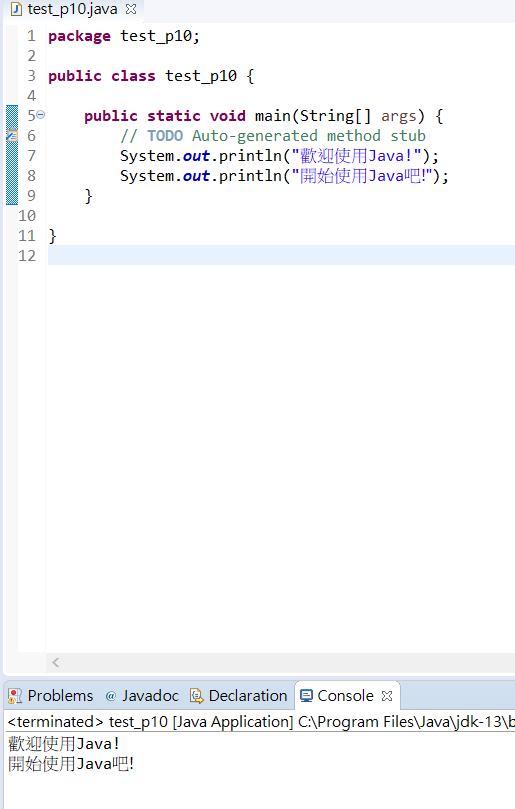 test_p10.java
1 package test_p10;
2
3 public class test_p10 {
4
5 public static void main(String[] args) {
6 // TODO Auto-generated method stub
7 System.out.println("歡迎使用Java!");
8 System.out.println("開始使用Java吧!");
9 }
10
11 }
12
Problems @ Javadoc Declaration Console
<terminated> test_p10 [Java Application] C:\Program Files\Java\jdk-13\b
歡迎使用Java!
開始使用Java吧!